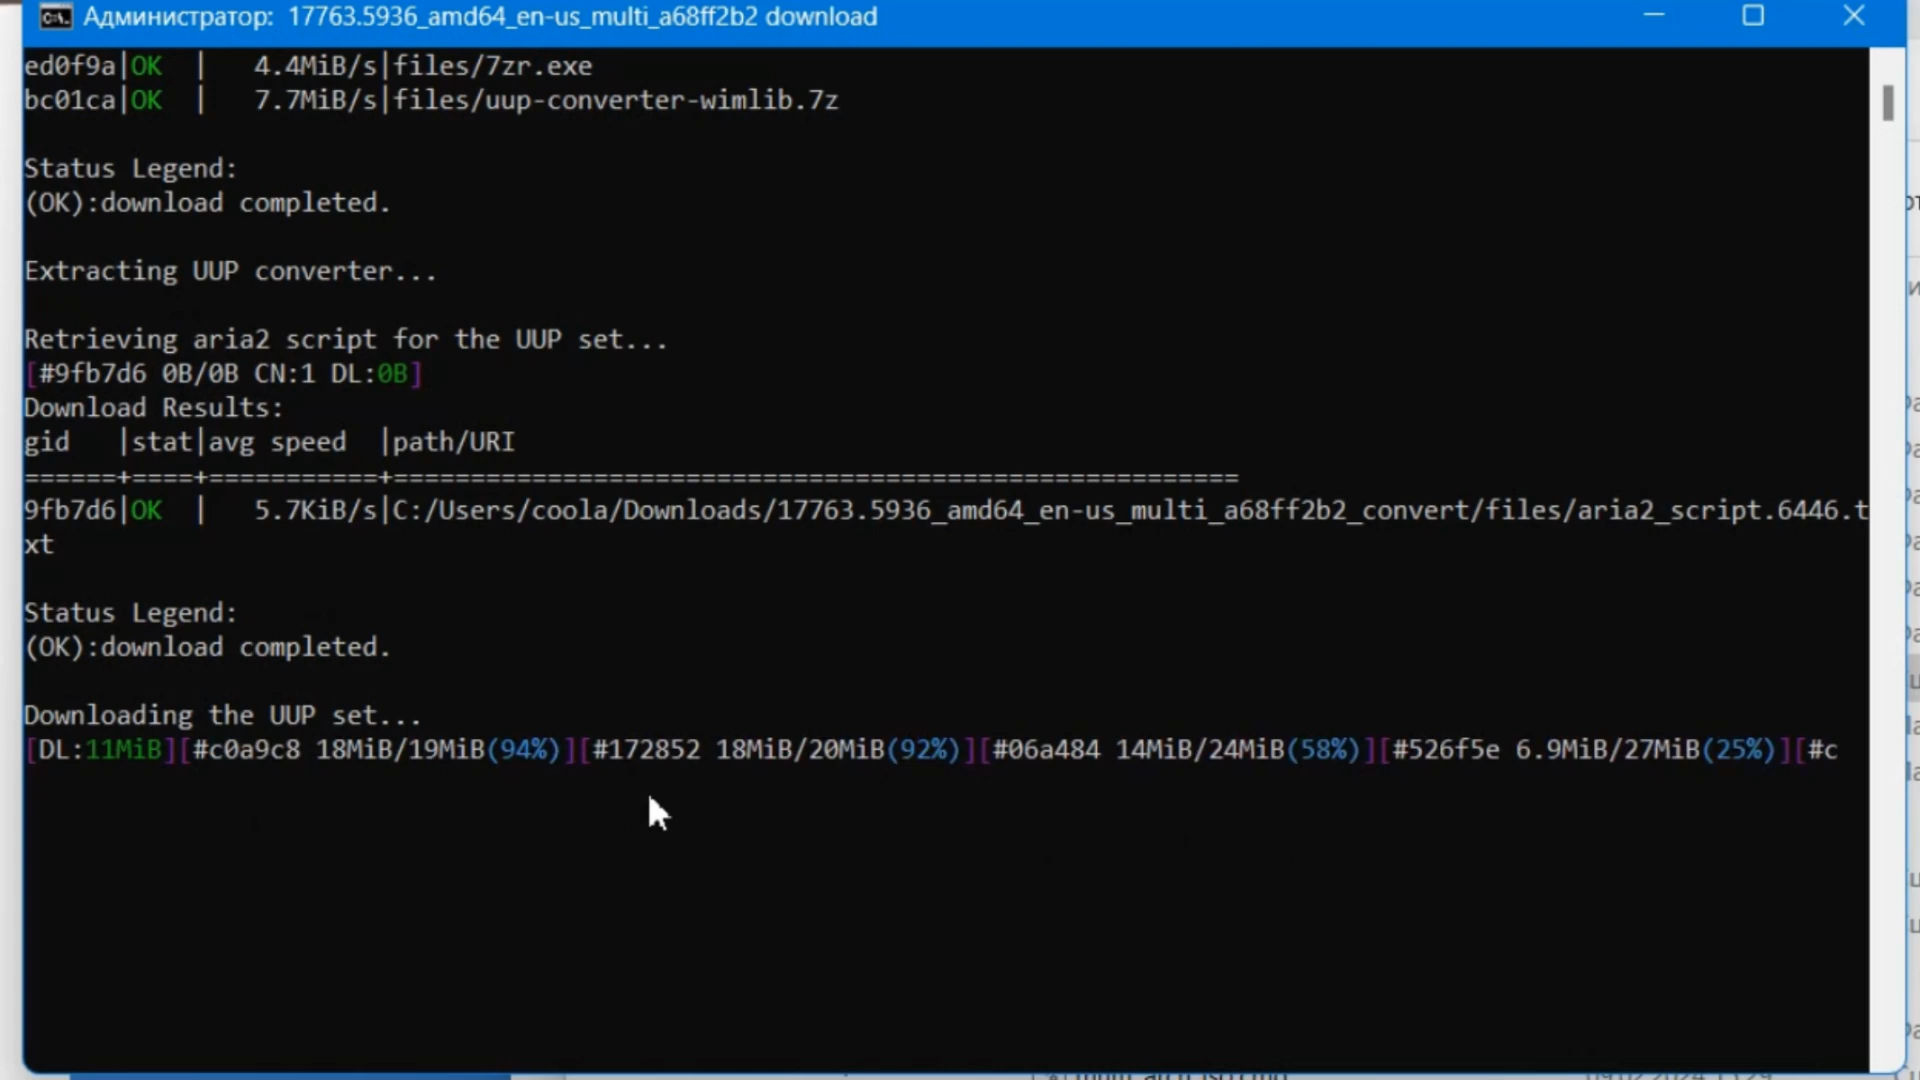 Администратор: 17763.5936_amd64_en-us_multi_a68ff2b2 download
ed0f9a|OK  |   4.4MiB/s|files/7zr.exe
bc01ca|OK  |   7.7MiB/s|files/uup-converter-wimlib.7z
Status Legend:
(OK):download completed.
Extracting UUP converter...
Retrieving aria2 script for the UUP set...
[#9fb7d6 0B/0B CN:1 DL:0B]
Download Results:
gid   |stat|avg speed  |path/URI
======+====+===========+=======================================================
9fb7d6|OK  |   5.7KiB/s|C:/Users/coola/Downloads/17763.5936_amd64_en-us_multi_a68ff2b2_convert/files/aria2_script.6446.t
xt
Status Legend:
(OK):download completed.
Downloading the UUP set...
[DL:11MiB][#c0a9c8 18MiB/19MiB(94%)][#172852 18MiB/20MiB(92%)][#06a484 14MiB/24MiB(58%)][#526f5e 6.9MiB/27MiB(25%)][#c